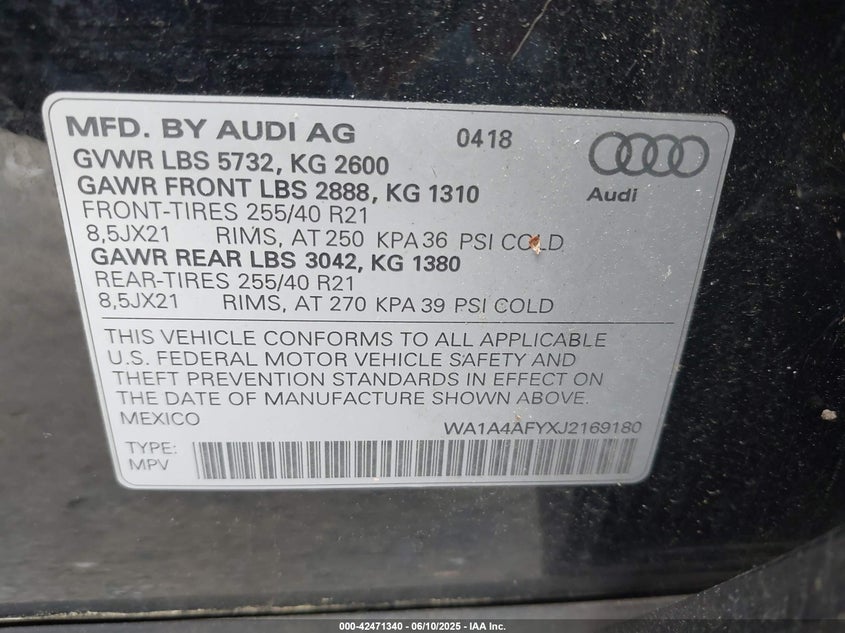 MFD. BY AUDI AG 0418
GVWR LBS 5732, KG 2600
GAWR FRONT LBS 2888, KG 1310
Audi
FRONT-TIRES 255/40 R21
8,5JX21 RIMS, AT 250 KPA 36 PSI COLD
GAWR REAR LBS 3042, KG 1380
REAR-TIRES 255/40 R21
8,5JX21 RIMS, AT 270 KPA 39 PSI COLD
THIS VEHICLE CONFORMS TO ALL APPLICABLE
U.S. FEDERAL MOTOR VEHICLE SAFETY AND
THEFT PREVENTION STANDARDS IN EFFECT ON
THE DATE OF MANUFACTURE SHOWN ABOVE.
MEXICO WA1A4AFYXJ2169180
TYPE:
MPV
000-42471340 - 06/10/2025 - IAA Inc.